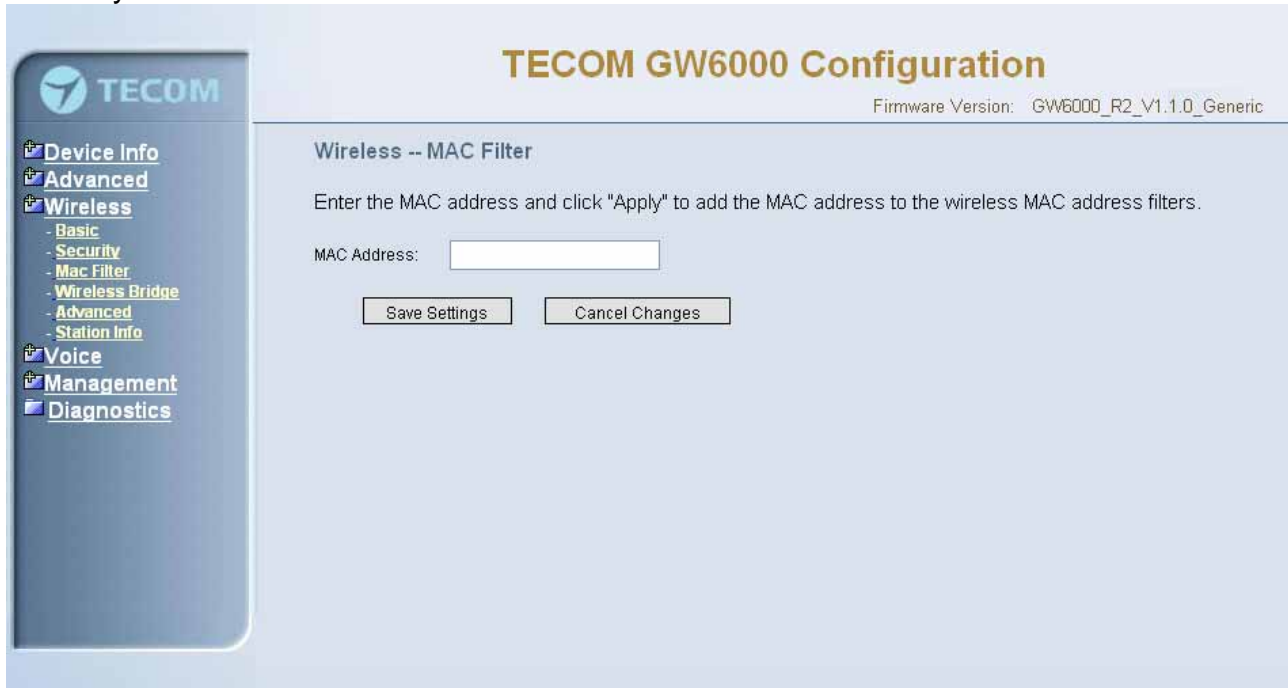 TECOM
TECOM GW6000 Configuration
Firmware Version: GW6000_R2_V1.1.0_Generic
Device Info
Advanced
Wireless
- Basic
- Security
- Mac Filter
- Wireless Bridge
- Advanced
- Station Info
Voice
Management
Diagnostics
Wireless -- MAC Filter
Enter the MAC address and click "Apply" to add the MAC address to the wireless MAC address filters.
MAC Address:
Save Settings Cancel Changes